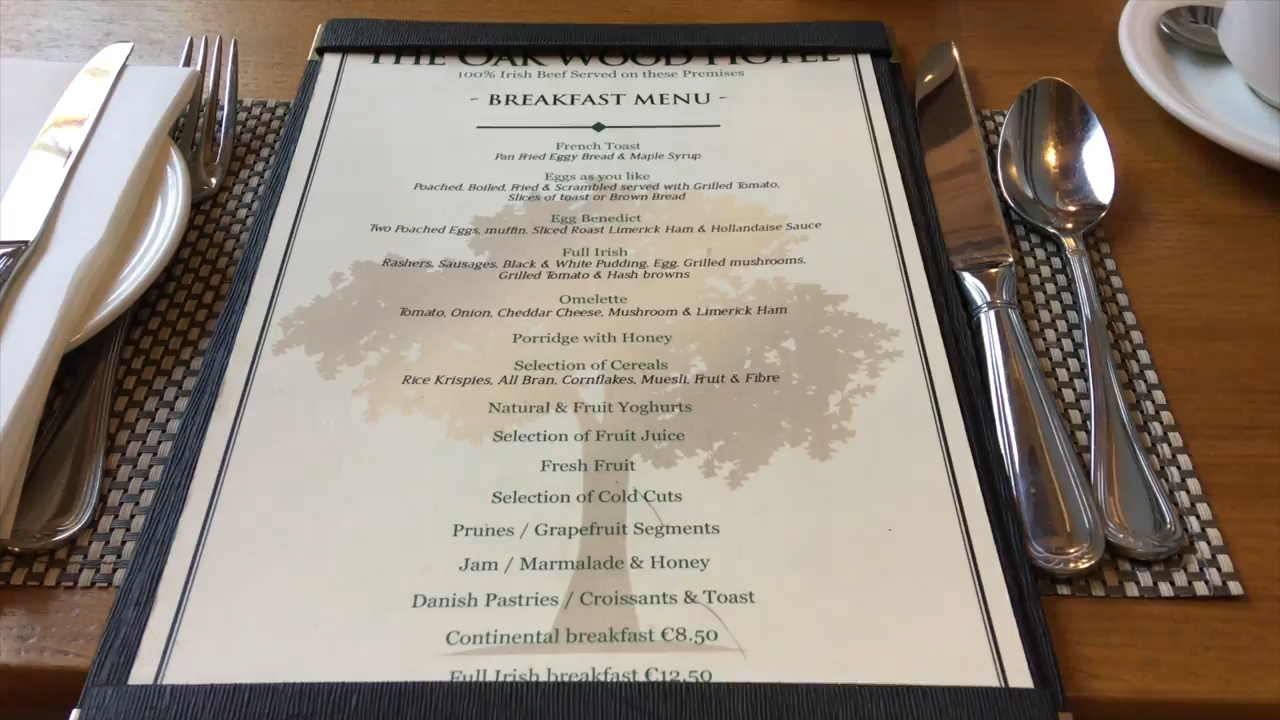 THE OAK WOOD HOTEL
100% Irish Beef Served on these Premises
- BREAKFAST MENU -
French Toast
Pan Fried Eggy Bread & Maple Syrup
Eggs as you like
Poached, Boiled, Fried & Scrambled served with Grilled Tomato,
Slices of toast or Brown Bread
Egg Benedict
Two Poached Eggs, muffin, Sliced Roast Limerick Ham & Hollandaise Sauce
Full Irish
Rashers, Sausages, Black & White Pudding, Egg, Grilled mushrooms,
Grilled Tomato & Hash browns
Omelette
Tomato, Onion, Cheddar Cheese, Mushroom & Limerick Ham
Porridge with Honey
Selection of Cereals
Rice Krispies, All Bran, Cornflakes, Muesli, Fruit & Fibre
Natural & Fruit Yoghurts
Selection of Fruit Juice
Fresh Fruit
Selection of Cold Cuts
Prunes / Grapefruit Segments
Jam / Marmalade & Honey
Danish Pastries / Croissants & Toast
Continental breakfast €8.50
Full Irish breakfast €12.50